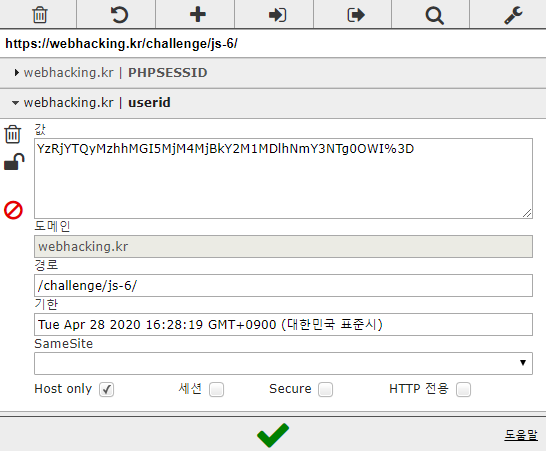 https://webhacking.kr/challenge/js-6/
webhacking.kr | PHPSESSID
webhacking.kr | userid
값
YzRjYTQyMzhhMGI5MjM4MjBkY2M1MDlhNmY3NTg0OWI%3D
도메인
webhacking.kr
경로
/challenge/js-6/
기한
Tue Apr 28 2020 16:28:19 GMT+0900 (대한민국 표준시)
SameSite
Host only 세션 Secure HTTP 전용
도움말